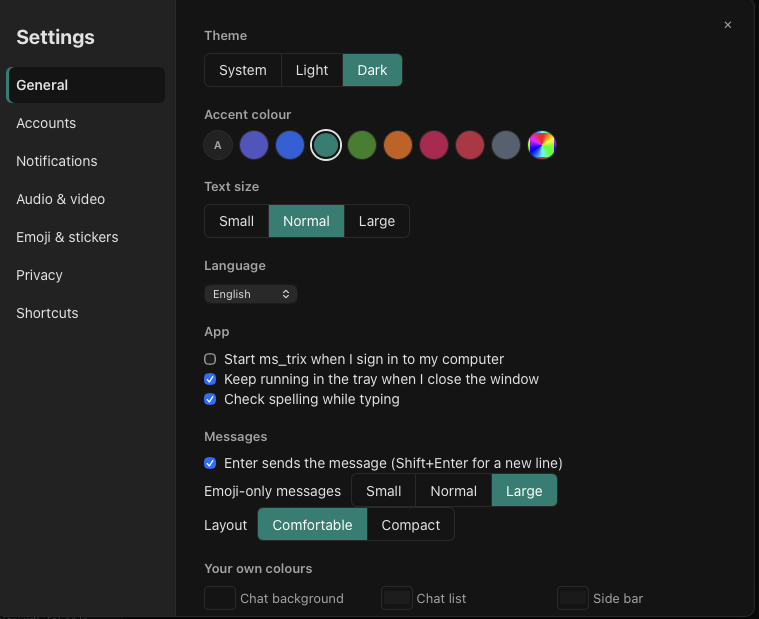 Settings
General
Accounts
Notifications
Audio & video
Emoji & stickers
Privacy
Shortcuts
×
Theme
System Light Dark
Accent colour
A
Text size
Small Normal Large
Language
English
App
Start ms_trix when I sign in to my computer
Keep running in the tray when I close the window
Check spelling while typing
Messages
Enter sends the message (Shift+Enter for a new line)
Emoji-only messages Small Normal Large
Layout Comfortable Compact
Your own colours
Chat background Chat list Side bar